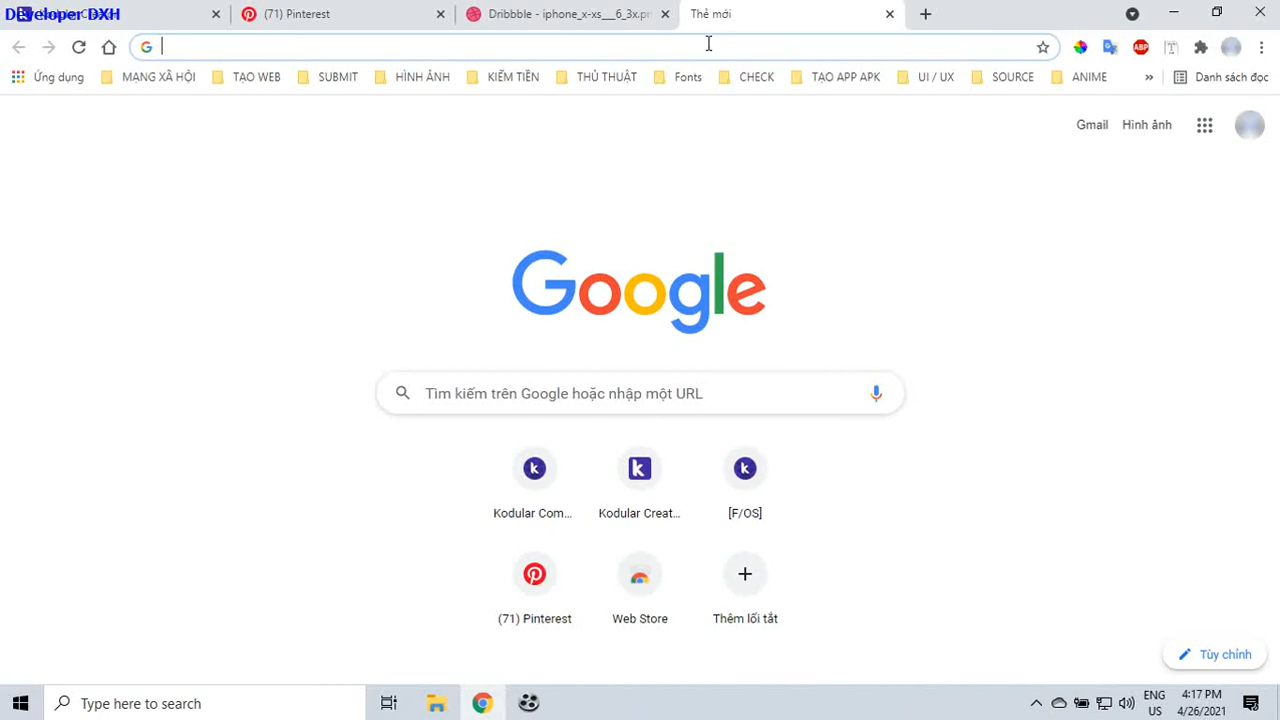 DEveloper DXH
(71) Pinterest
Dribbble - iphone_x-xs___6_3x.pr
Thẻ mới
Ứng dụng
MẠNG XÃ HỘI
TẠO WEB
SUBMIT
HÌNH ẢNH
KIẾM TIỀN
THỦ THUẬT
Fonts
CHECK
TẠO APP APK
UI / UX
SOURCE
ANIME
»
Danh sách đọc
Gmail
Hình ảnh
Google
Tìm kiếm trên Google hoặc nhập một URL
Kodular Com...
Kodular Creat...
[F/OS]
(71) Pinterest
Web Store
Thêm lối tắt
Tùy chỉnh
Type here to search
ENG
US
4:17 PM
4/26/2021